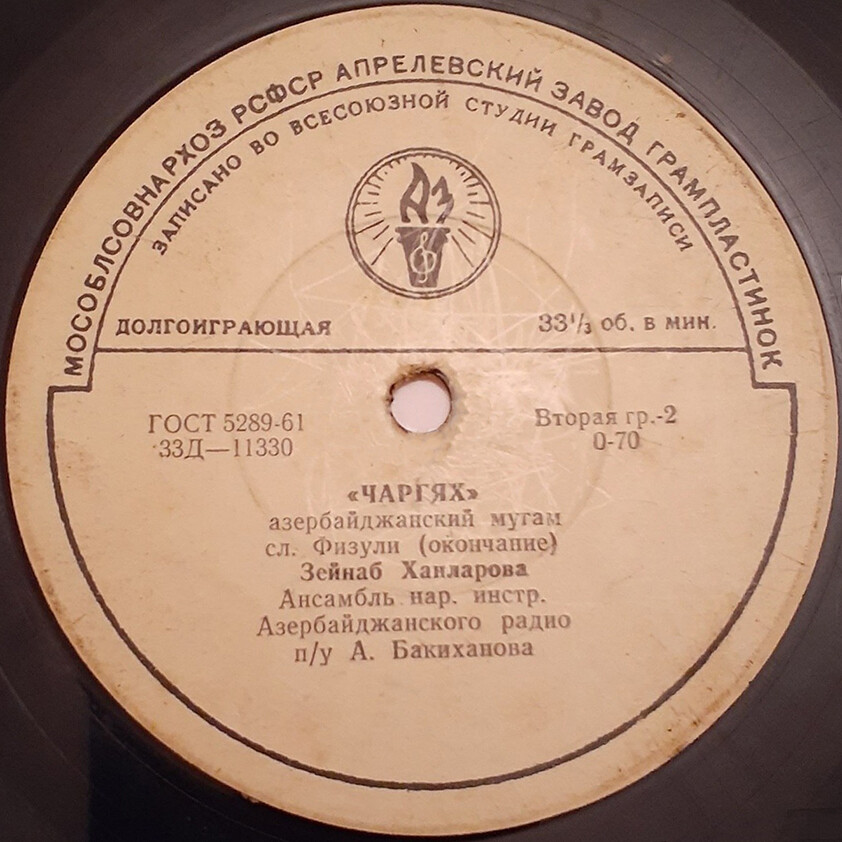 МОСОБЛСОВНАРХОЗ РСФСР АПРЕЛЕВСКИЙ ЗАВОД ГРАМПЛАСТИНОК
ЗАПИСАНО ВО ВСЕСОЮЗНОЙ СТУДИИ ГРАМЗАПИСИ
АЗ
ДОЛГОИГРАЮЩАЯ 33⅓ об. в мин.
ГОСТ 5289-61 Вторая гр.-2
33Д—11330 0-70
«ЧАРГЯХ»
азербайджанский мугам
сл. Физули (окончание)
Зейнаб Ханларова
Ансамбль нар. инстр.
Азербайджанского радио
п/у А. Бакиханова